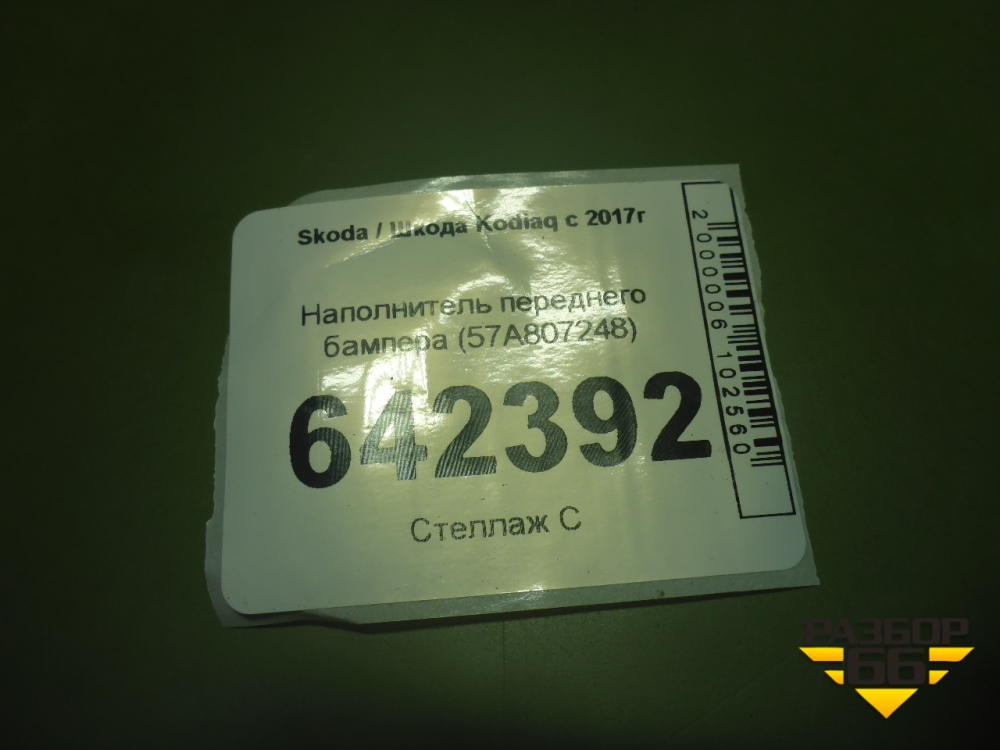 Skoda / Шкода Kodiaq с 2017г
Наполнитель переднего
бампера (57A807248)
642392
Стеллаж С
2000006102560
РАЗБОР
66